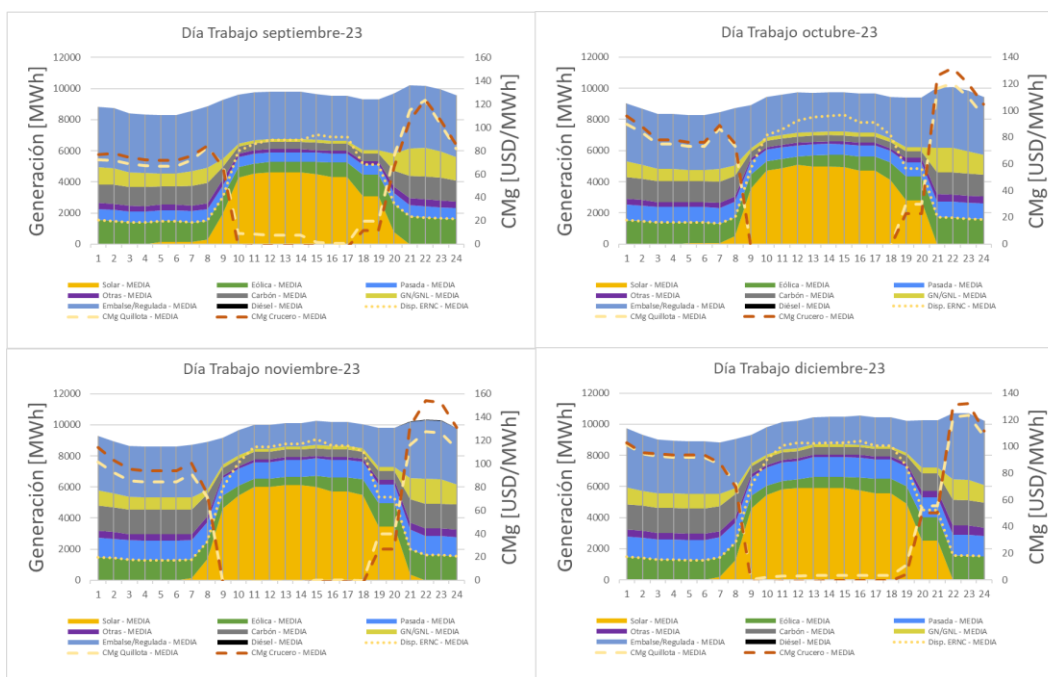 Día Trabajo septiembre-23
Generación [MWh]
12000
10000
8000
6000
4000
2000
0
160
140
120
100
80
60
40
20
0
CMg [USD/MWh]
1 2 3 4 5 6 7 8 9 10 11 12 13 14 15 16 17 18 19 20 21 22 23 24
Solar - MEDIA Eólica - MEDIA Pasada - MEDIA
Otras - MEDIA Carbón - MEDIA GN/GNL - MEDIA
Embalse/Regulada - MEDIA Diésel - MEDIA Disp. ERNC - MEDIA
CMg Quillota - MEDIA CMg Crucero - MEDIA
Día Trabajo octubre-23
Generación [MWh]
12000
10000
8000
6000
4000
2000
0
140
120
100
80
60
40
20
0
CMg [USD/MWh]
1 2 3 4 5 6 7 8 9 10 11 12 13 14 15 16 17 18 19 20 21 22 23 24
Solar - MEDIA Eólica - MEDIA Pasada - MEDIA
Otras - MEDIA Carbón - MEDIA GN/GNL - MEDIA
Embalse/Regulada - MEDIA Diésel - MEDIA Disp. ERNC - MEDIA
CMg Quillota - MEDIA CMg Crucero - MEDIA
Día Trabajo noviembre-23
Generación [MWh]
12000
10000
8000
6000
4000
2000
0
160
140
120
100
80
60
40
20
0
CMg [USD/MWh]
1 2 3 4 5 6 7 8 9 10 11 12 13 14 15 16 17 18 19 20 21 22 23 24
Solar - MEDIA Eólica - MEDIA Pasada - MEDIA
Otras - MEDIA Carbón - MEDIA GN/GNL - MEDIA
Embalse/Regulada - MEDIA Diésel - MEDIA Disp. ERNC - MEDIA
CMg Quillota - MEDIA CMg Crucero - MEDIA
Día Trabajo diciembre-23
Generación [MWh]
12000
10000
8000
6000
4000
2000
0
140
120
100
80
60
40
20
0
CMg [USD/MWh]
1 2 3 4 5 6 7 8 9 10 11 12 13 14 15 16 17 18 19 20 21 22 23 24
Solar - MEDIA Eólica - MEDIA Pasada - MEDIA
Otras - MEDIA Carbón - MEDIA GN/GNL - MEDIA
Embalse/Regulada - MEDIA Diésel - MEDIA Disp. ERNC - MEDIA
CMg Quillota - MEDIA CMg Crucero - MEDIA